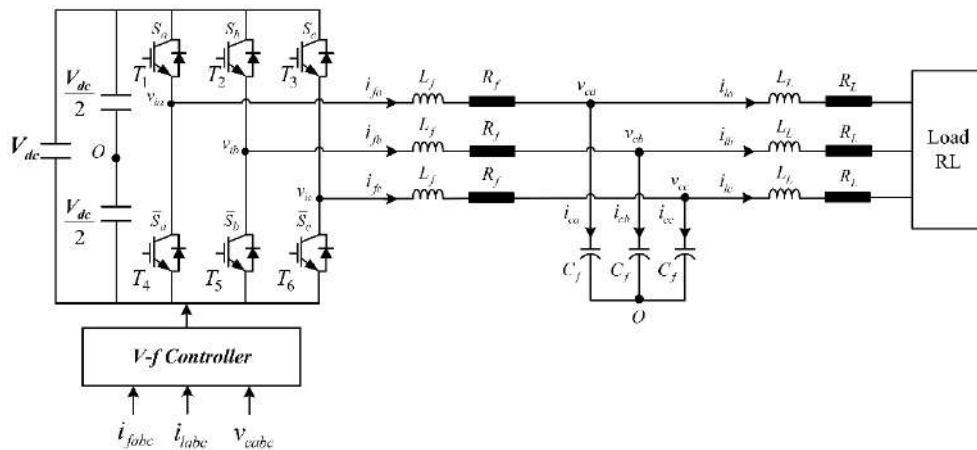 S_a S_b S_c
T_1 T_2 T_3
V_dc/2
v_ia
i_fa L_f R_f v_ca i_la L_L R_L
V_dc
O
v_ib
i_fb L_f R_f v_cb i_lb L_L R_L
Load
RL
v_ic
i_fc L_f R_f v_cc i_lc L_L R_L
V_dc/2
S̄_a S̄_b S̄_c
T_4 T_5 T_6
i_ca i_cb i_cc
C_f C_f C_f
O
V-f Controller
i_fabc i_labc v_cabc